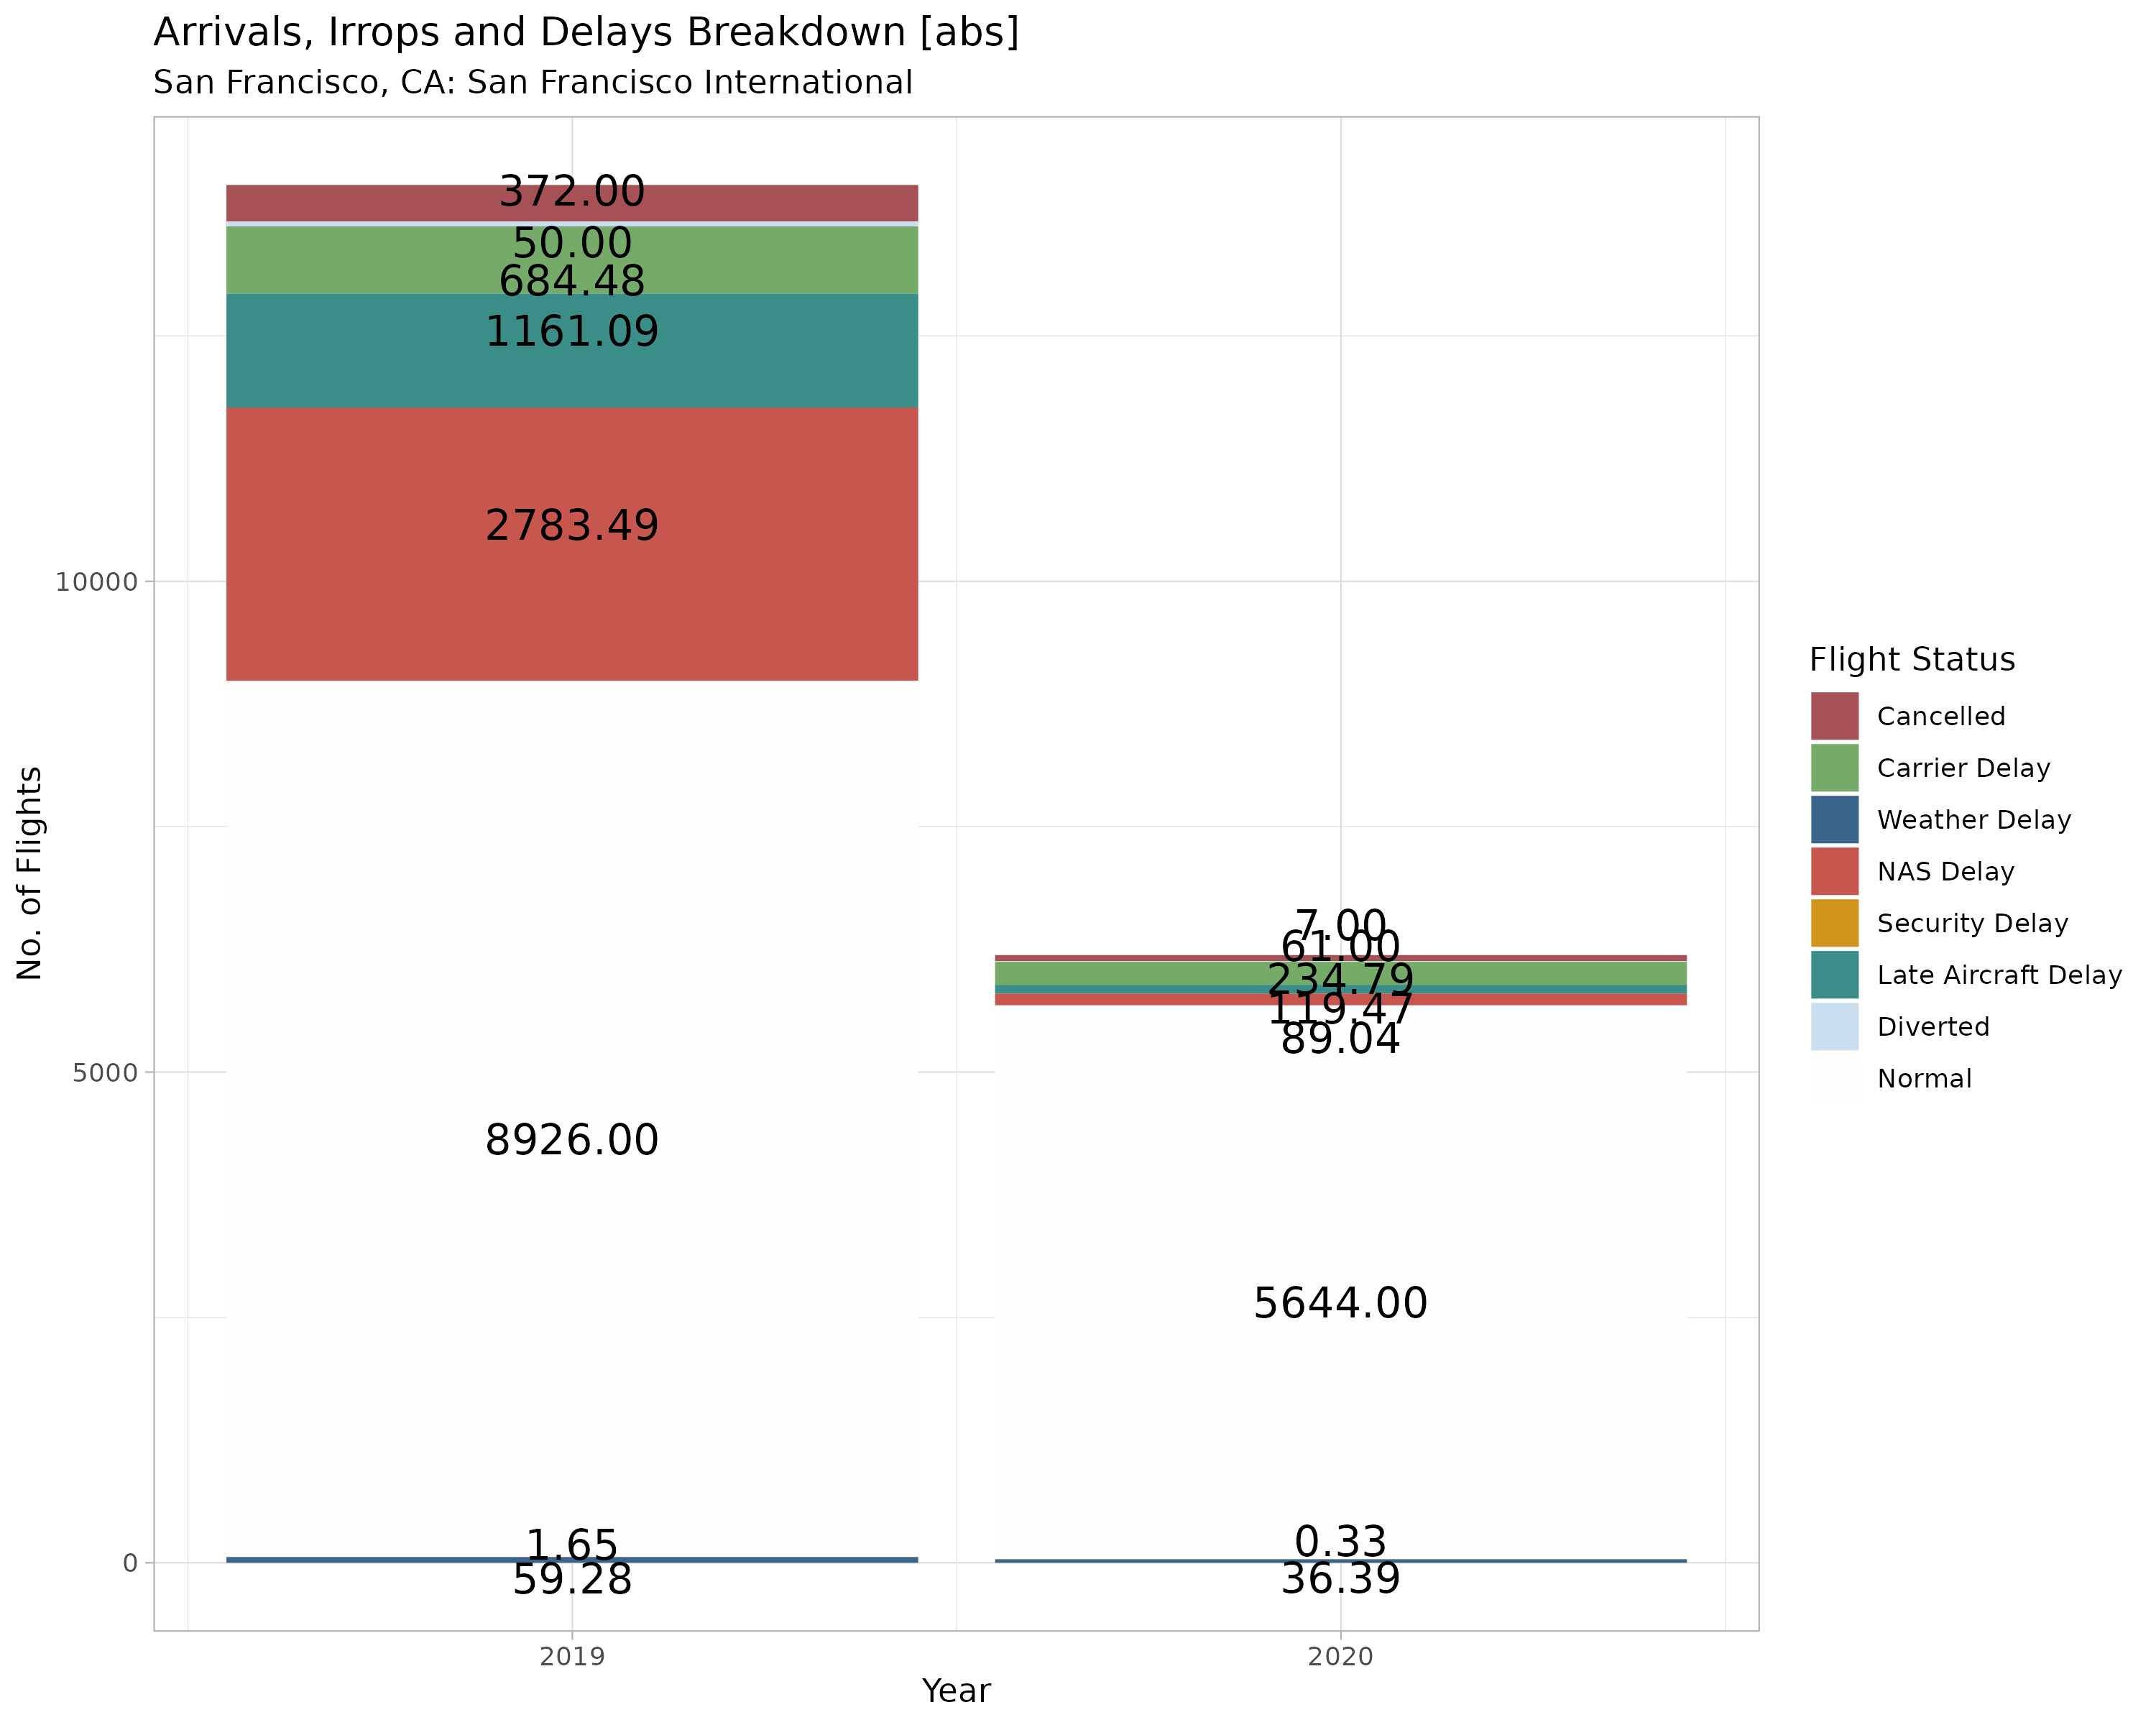 Arrivals, Irrops and Delays Breakdown [abs]
San Francisco, CA: San Francisco International
372.00
50.00
684.48
1161.09
2783.49
8926.00
1.65
59.28
7.00
61.00
234.79
119.47
89.04
5644.00
0.33
36.39
10000
5000
0
No. of Flights
2019
2020
Year
Flight Status
Cancelled
Carrier Delay
Weather Delay
NAS Delay
Security Delay
Late Aircraft Delay
Diverted
Normal